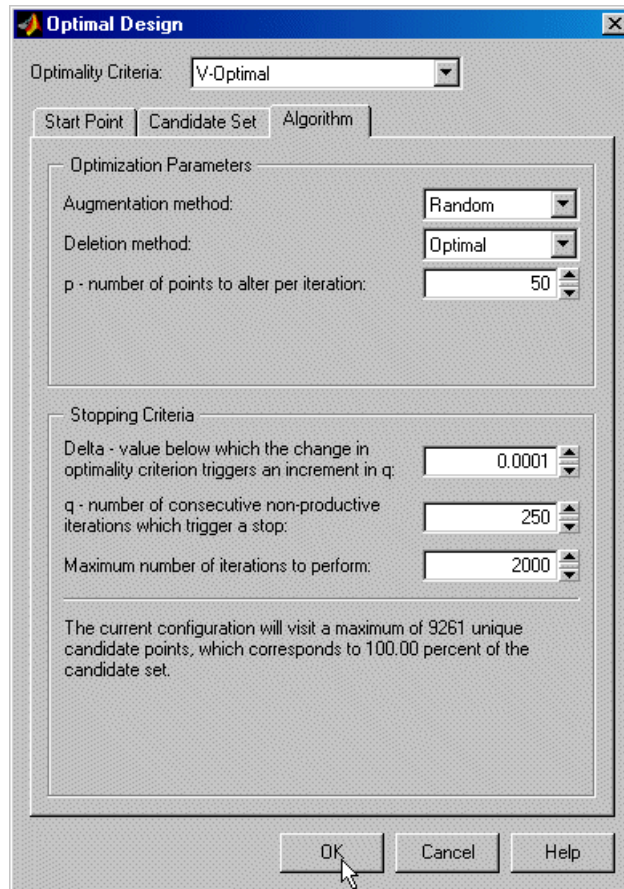 Optimal Design
Optimality Criteria: V-Optimal
Start Point Candidate Set Algorithm
Optimization Parameters
Augmentation method: Random
Deletion method: Optimal
p - number of points to alter per iteration: 50
Stopping Criteria
Delta - value below which the change in
optimality criterion triggers an increment in q: 0.0001
q - number of consecutive non-productive
iterations which trigger a stop: 250
Maximum number of iterations to perform: 2000
The current configuration will visit a maximum of 9261 unique
candidate points, which corresponds to 100.00 percent of the
candidate set.
OK Cancel Help